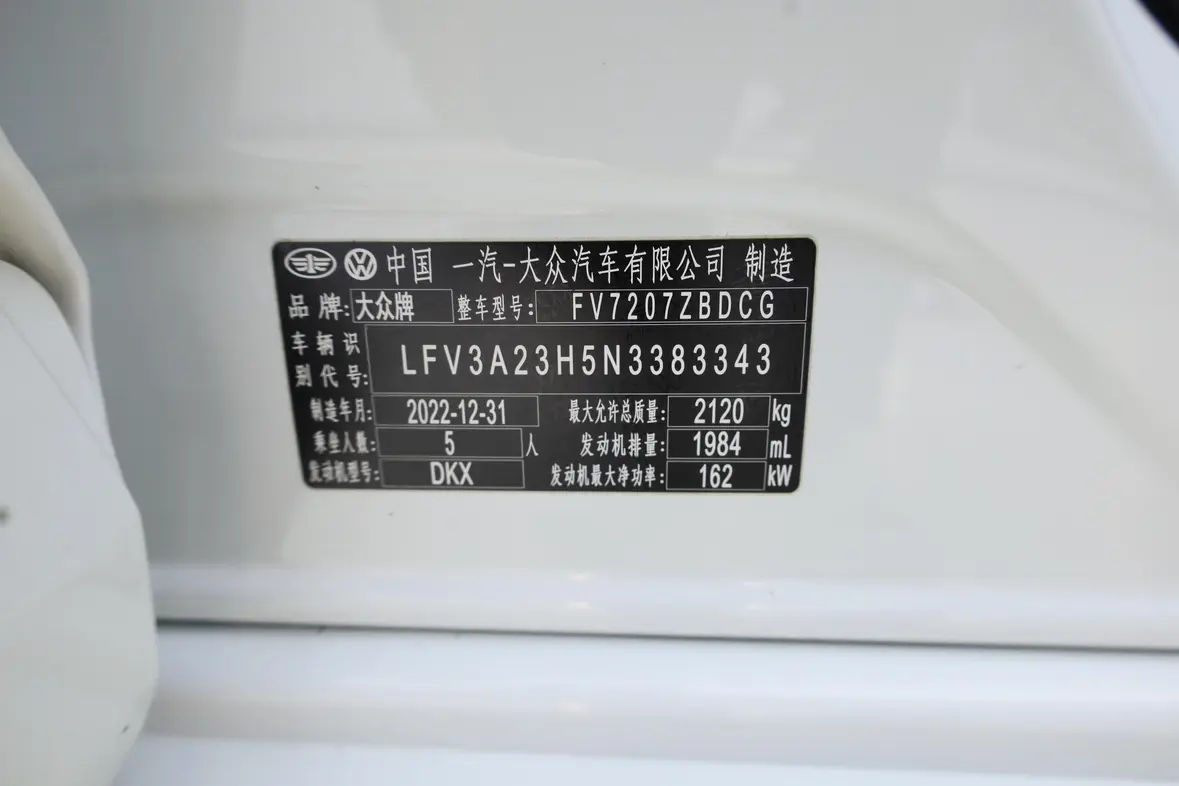 中国 一汽-大众汽车有限公司 制造
品 牌: 大众牌 整车型号: FV7207ZBDCG
车 辆 识
别 代 号: LFV3A23H5N3383343
制造年月: 2022-12-31 最大允许总质量: 2120 kg
乘坐人数: 5 人 发动机排量: 1984 mL
发动机型号: DKX 发动机最大净功率: 162 kW